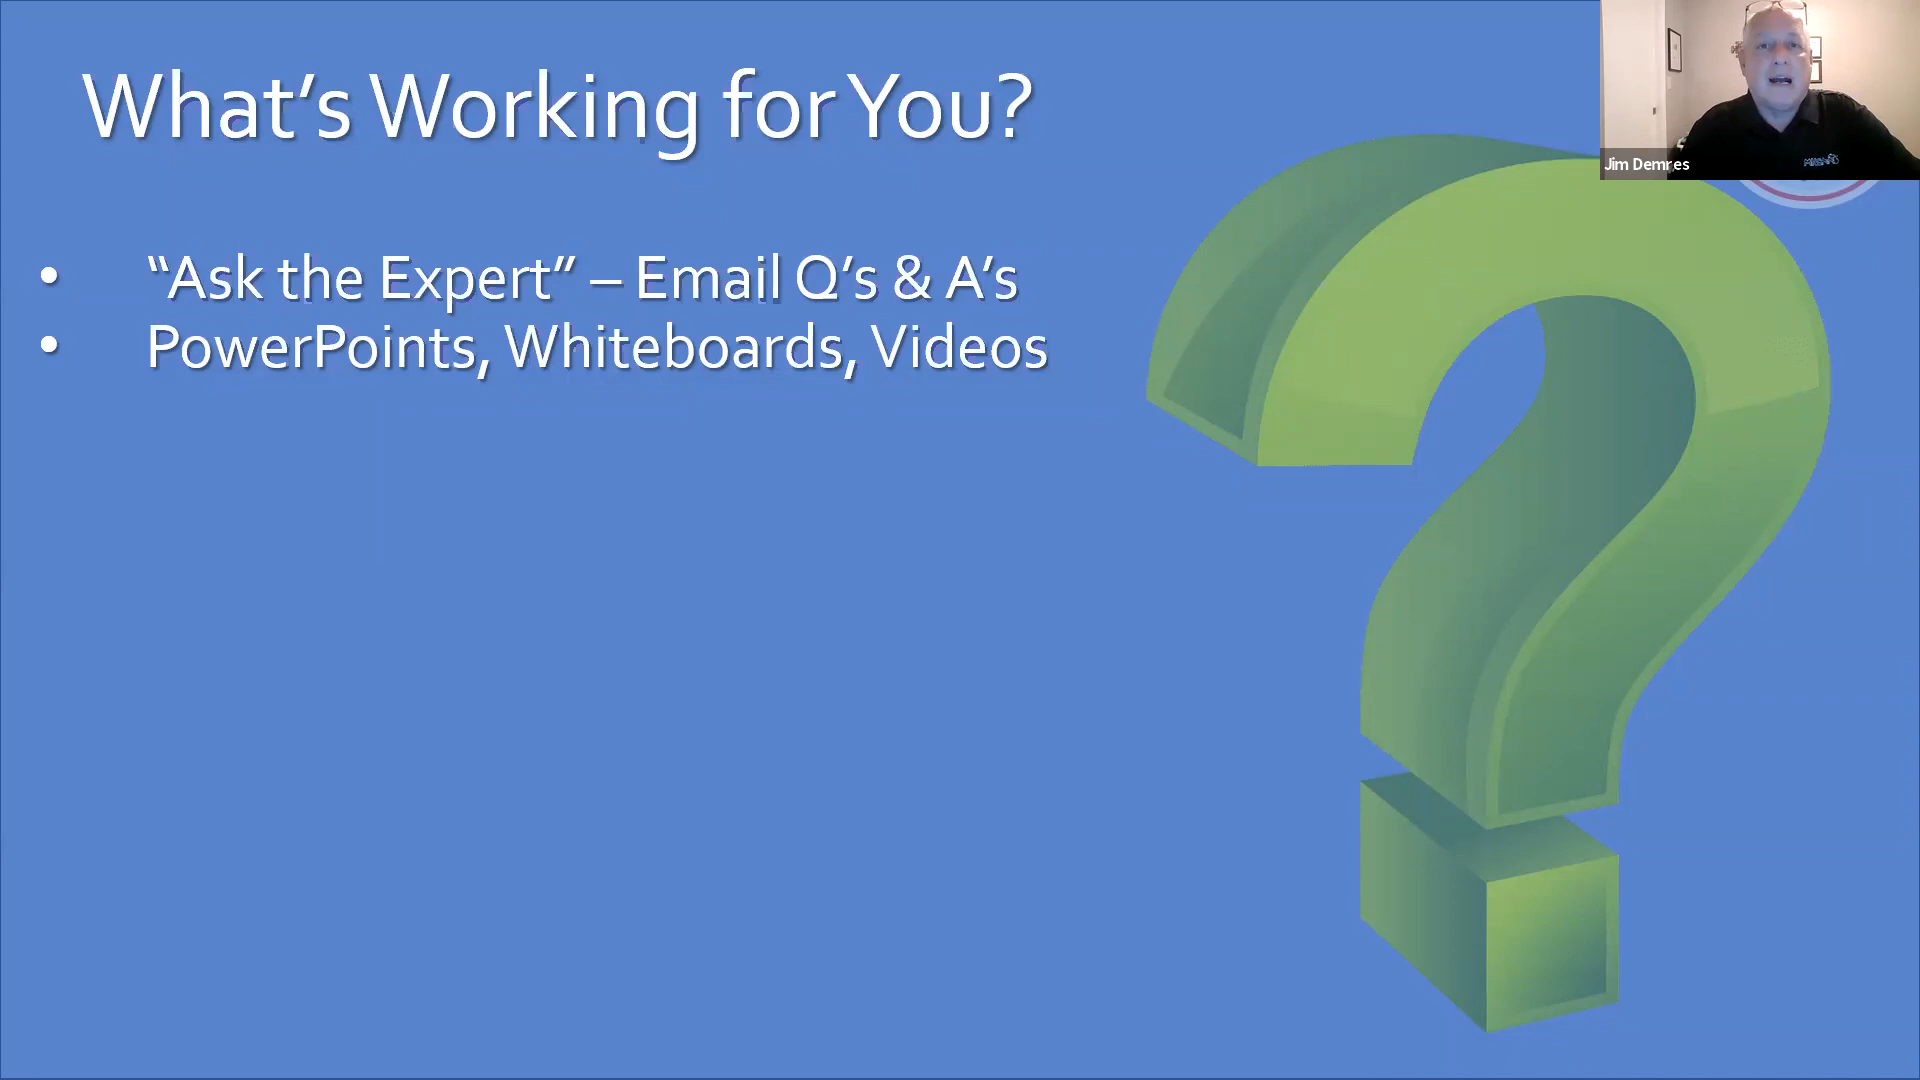 What’s Working for You?
• “Ask the Expert” – Email Q’s & A’s
• PowerPoints, Whiteboards, Videos
Jim Demres